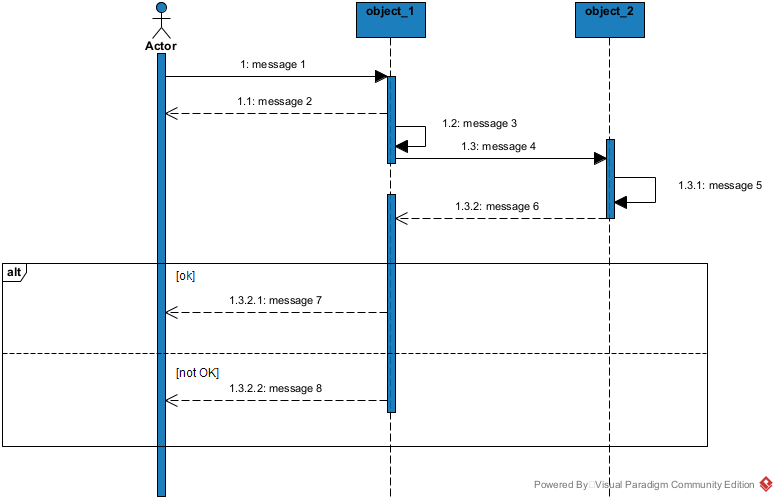 object_1
object_2
Actor
1: message 1
1.1: message 2
1.2: message 3
1.3: message 4
1.3.1: message 5
1.3.2: message 6
alt
[ok]
1.3.2.1: message 7
[not OK]
1.3.2.2: message 8
Powered By Visual Paradigm Community Edition